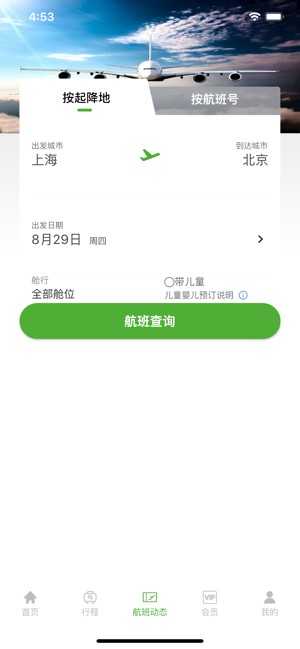 4:53
按起降地
按航班号
出发城市
到达城市
上海
北京
出发日期
8月29日 周四
舱行
带儿童
全部舱位
儿童婴儿预订说明
航班查询
VIP
首页
行程
航班动态
会员
我的